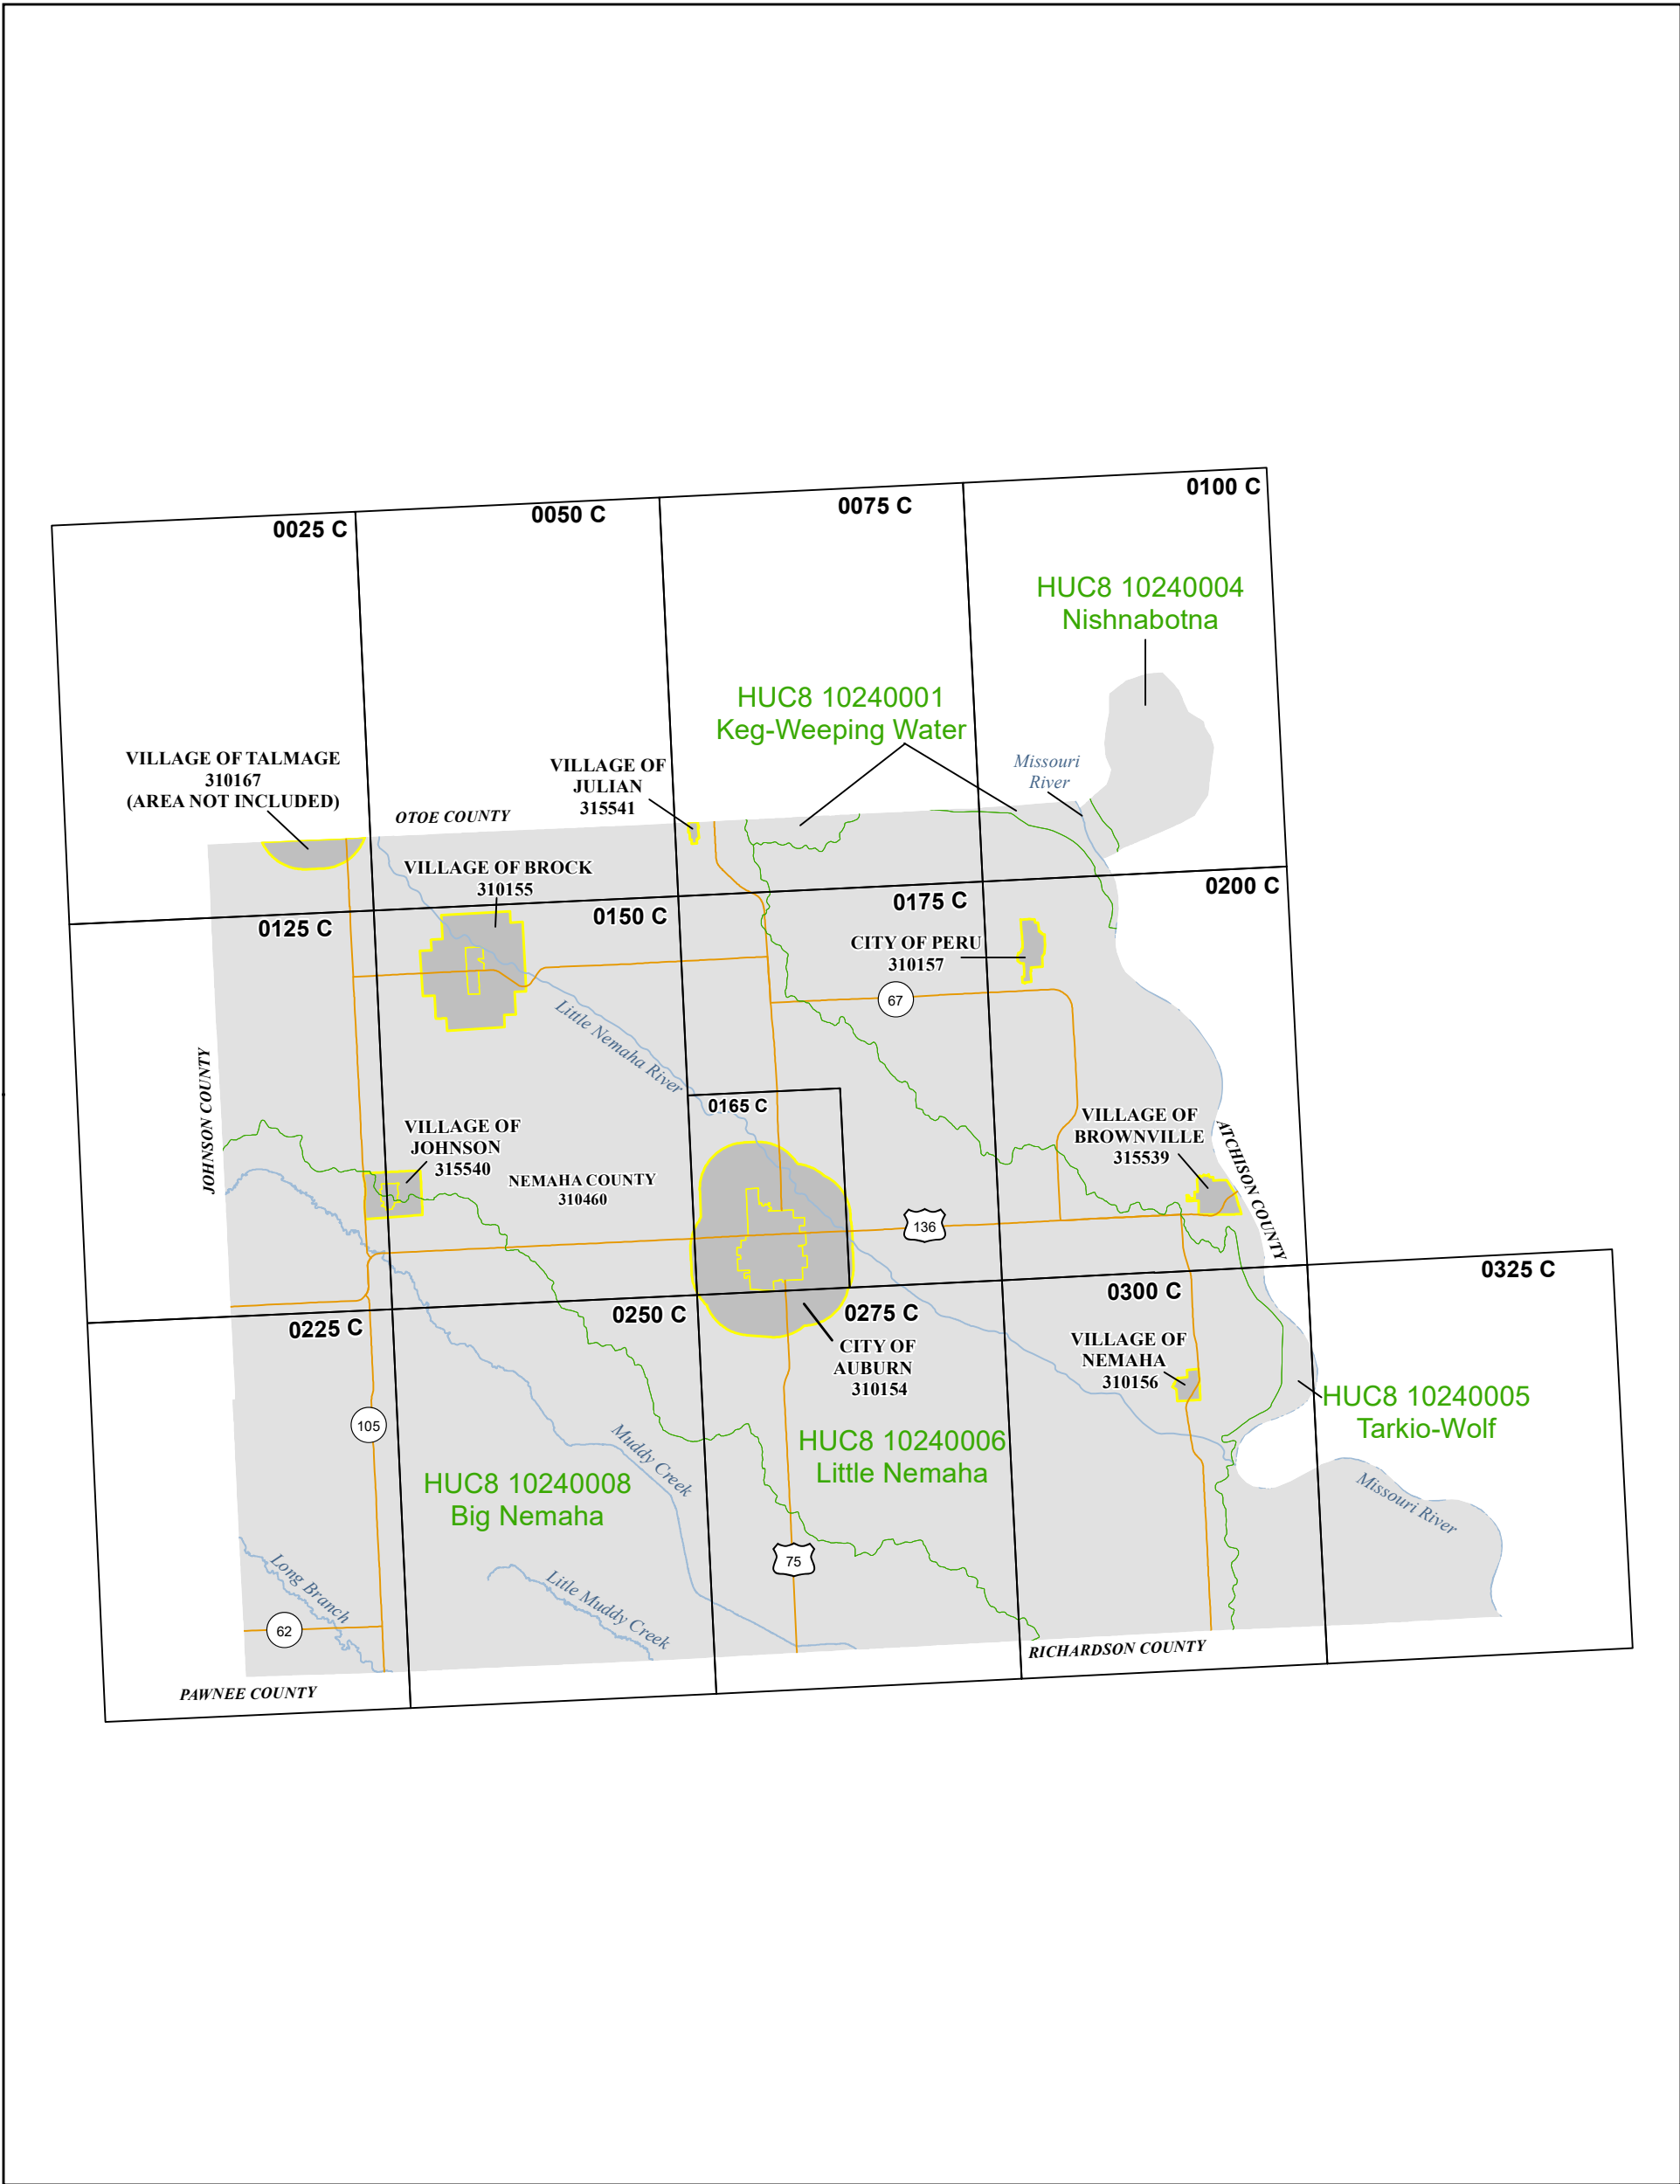 0025 C
0050 C
0075 C
0100 C
HUC8 10240004
Nishnabotna
HUC8 10240001
Keg-Weeping Water
VILLAGE OF TALMAGE
310167
(AREA NOT INCLUDED)
VILLAGE OF
JULIAN
315541
Missouri
River
OTOE COUNTY
VILLAGE OF BROCK
310155
0125 C
0150 C
0175 C
0200 C
CITY OF PERU
310157
67
Little Nemaha River
JOHNSON COUNTY
0165 C
VILLAGE OF
JOHNSON
315540
NEMAHA COUNTY
310460
VILLAGE OF
BROWNVILLE
315539
ATCHISON COUNTY
136
0225 C
0250 C
0275 C
0300 C
0325 C
CITY OF
AUBURN
310154
VILLAGE OF
NEMAHA
310156
HUC8 10240005
Tarkio-Wolf
105
Muddy Creek
HUC8 10240006
Little Nemaha
HUC8 10240008
Big Nemaha
Missouri River
75
Long Branch
Litle Muddy Creek
62
RICHARDSON COUNTY
PAWNEE COUNTY